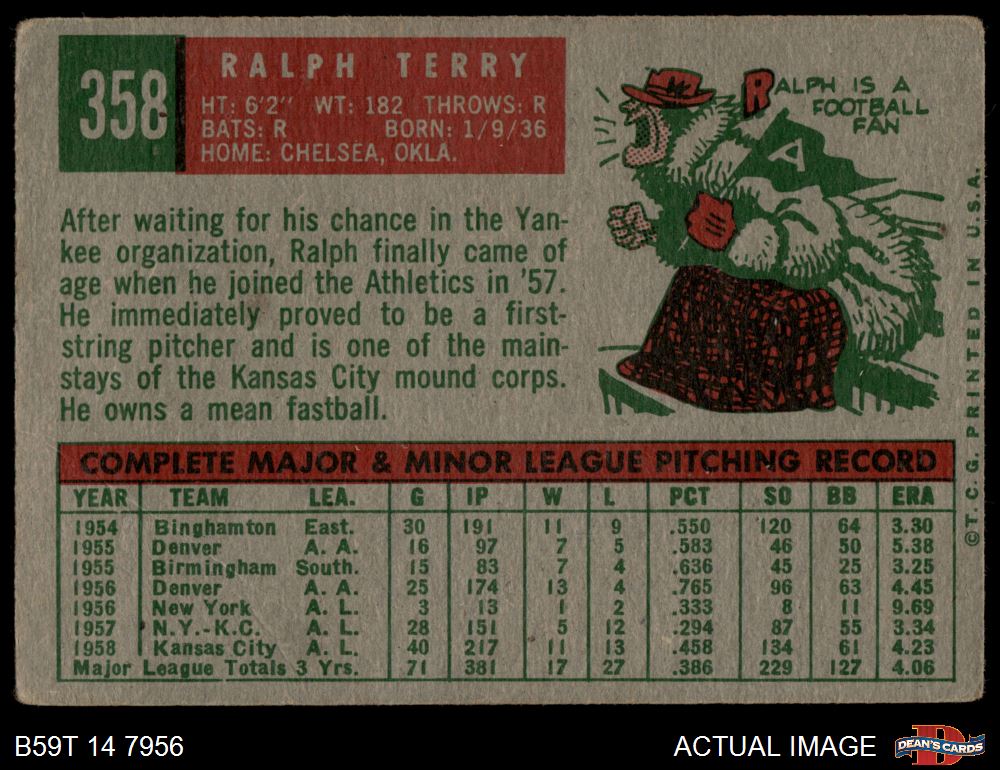 358
RALPH TERRY
HT: 6'2" WT: 182 THROWS: R
BATS: R BORN: 1/9/36
HOME: CHELSEA, OKLA.
RALPH IS A
FOOTBALL
FAN
A
After waiting for his chance in the Yan-
kee organization, Ralph finally came of
age when he joined the Athletics in '57.
He immediately proved to be a first-
string pitcher and is one of the main-
stays of the Kansas City mound corps.
He owns a mean fastball.
COMPLETE MAJOR & MINOR LEAGUE PITCHING RECORD
YEAR TEAM LEA. G IP W L PCT SO BB ERA
1954 Binghamton East. 30 191 11 9 .550 120 64 3.30
1955 Denver A. A. 16 97 7 5 .583 46 50 5.38
1955 Birmingham South. 15 83 7 4 .636 45 25 3.25
1956 Denver A. A. 25 174 13 4 .765 96 63 4.45
1956 New York A. L. 3 13 1 2 .333 8 11 9.69
1957 N.Y.-K.C. A. L. 28 151 5 12 .294 87 55 3.34
1958 Kansas City A. L. 40 217 11 13 .458 134 61 4.23
Major League Totals 3 Yrs. 71 381 17 27 .386 229 127 4.06
©T. C. G. PRINTED IN U.S.A.
B59T 14 7956
ACTUAL IMAGE
D
DEAN'S CARDS